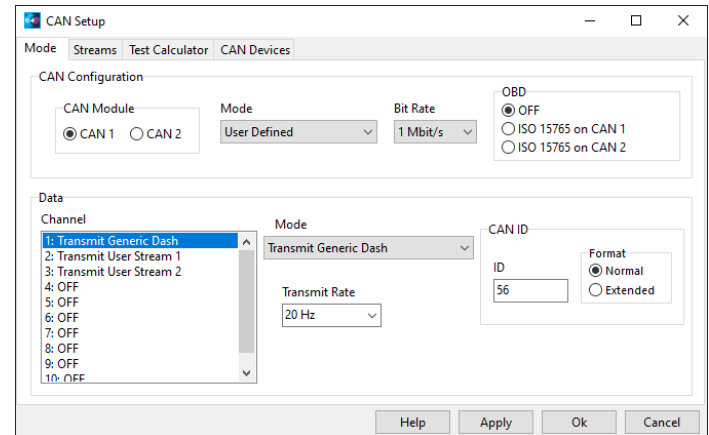 CAN Setup
Mode Streams Test Calculator CAN Devices
CAN Configuration
CAN Module
CAN 1 CAN 2
Mode
User Defined
Bit Rate
1 Mbit/s
OBD
OFF
ISO 15765 on CAN 1
ISO 15765 on CAN 2
Data
Channel
1: Transmit Generic Dash
2: Transmit User Stream 1
3: Transmit User Stream 2
4: OFF
5: OFF
6: OFF
7: OFF
8: OFF
9: OFF
10: OFF
Mode
Transmit Generic Dash
Transmit Rate
20 Hz
CAN ID
ID
56
Format
Normal
Extended
Help Apply Ok Cancel